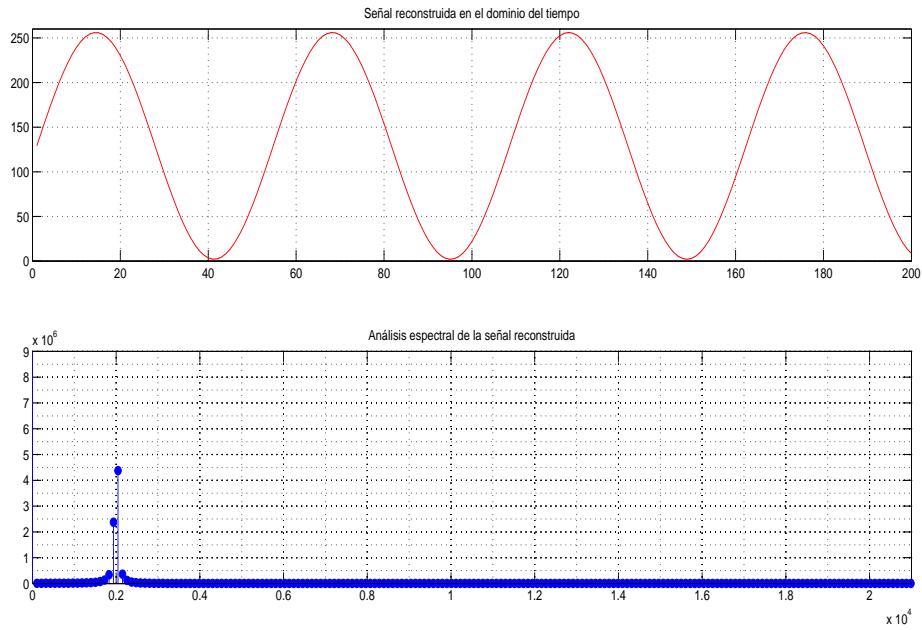 Señal reconstruida en el dominio del tiempo
250
200
150
100
50
0
0 20 40 60 80 100 120 140 160 180 200
x 10^6
Análisis espectral de la señal reconstruida
9
8
7
6
5
4
3
2
1
0
0 0.2 0.4 0.6 0.8 1 1.2 1.4 1.6 1.8 2
x 10^4